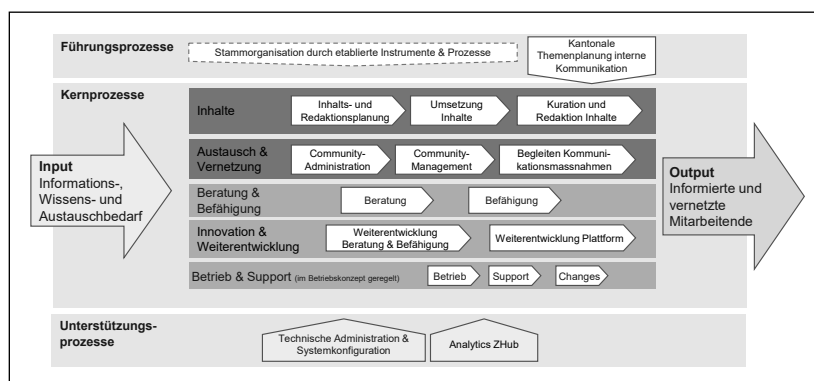 Führungsprozesse
Stammorganisation durch etablierte Instrumente & Prozesse
Kantonale
Themenplanung interne
Kommunikation
Kernprozesse
Input
Informations-,
Wissens- und
Austauschbedarf
Inhalte
Inhalts- und
Redaktionsplanung
Umsetzung
Inhalte
Kuration und
Redaktion Inhalte
Austausch &
Vernetzung
Community-
Administration
Community-
Management
Begleiten Kommuni-
kationsmassnahmen
Beratung &
Befähigung
Beratung
Befähigung
Innovation &
Weiterentwicklung
Weiterentwicklung
Beratung & Befähigung
Weiterentwicklung Plattform
Betrieb & Support (im Betriebskonzept geregelt)
Betrieb
Support
Changes
Output
Informierte und
vernetzte
Mitarbeitende
Unterstützungs-
prozesse
Technische Administration &
Systemkonfiguration
Analytics ZHub